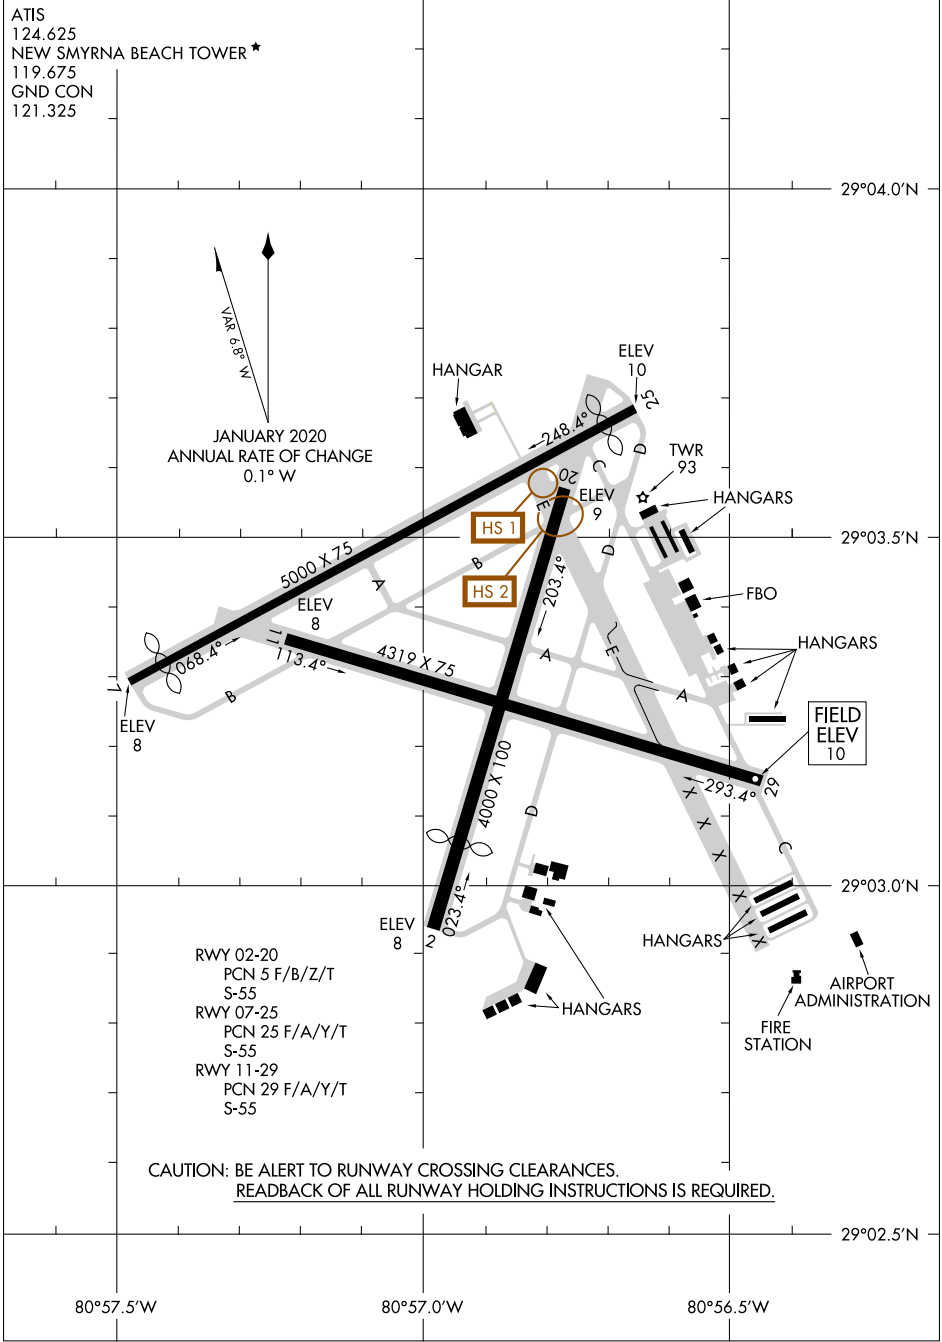 ATIS
124.625
NEW SMYRNA BEACH TOWER ★
119.675
GND CON
121.325
29°04.0'N
VAR 6.8° W
JANUARY 2020
ANNUAL RATE OF CHANGE
0.1° W
HANGAR
ELEV
10
25
248.4°
D
C
TWR
93
20
ELEV
9
HANGARS
HS 1
E
29°03.5'N
5000 X 75
A
B
HS 2
D
203.4°
FBO
ELEV
8
11
113.4°
4319 X 75
068.4°
7
A
E
HANGARS
A
B
ELEV
8
FIELD
ELEV
10
4000 X 100
293.4°
29
X
X
X
X
X
D
C
023.4°
29°03.0'N
ELEV
8
2
HANGARS
HANGARS
AIRPORT
ADMINISTRATION
FIRE
STATION
HANGARS
RWY 02-20
PCN 5 F/B/Z/T
S-55
RWY 07-25
PCN 25 F/A/Y/T
S-55
RWY 11-29
PCN 29 F/A/Y/T
S-55
CAUTION: BE ALERT TO RUNWAY CROSSING CLEARANCES.
READBACK OF ALL RUNWAY HOLDING INSTRUCTIONS IS REQUIRED.
29°02.5'N
80°57.5'W
80°57.0'W
80°56.5'W